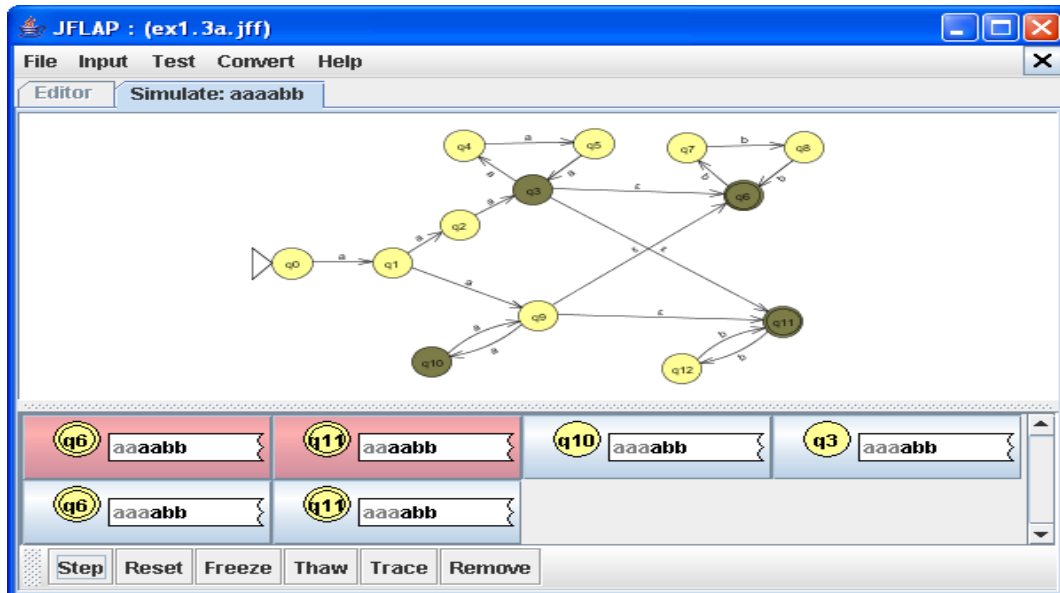 JFLAP : (ex1.3a.jff)
File Input Test Convert Help
Editor Simulate: aaaabb
q4 a q5 q7 b q8
a a b b
q3 ε q6
a
q2
a ε ε
q0 a q1
a
q9 ε q11
a a b b
q10 q12
q6 aaaabb q11 aaaabb q10 aaaabb q3 aaaabb
q6 aaaabb q11 aaaabb
Step Reset Freeze Thaw Trace Remove